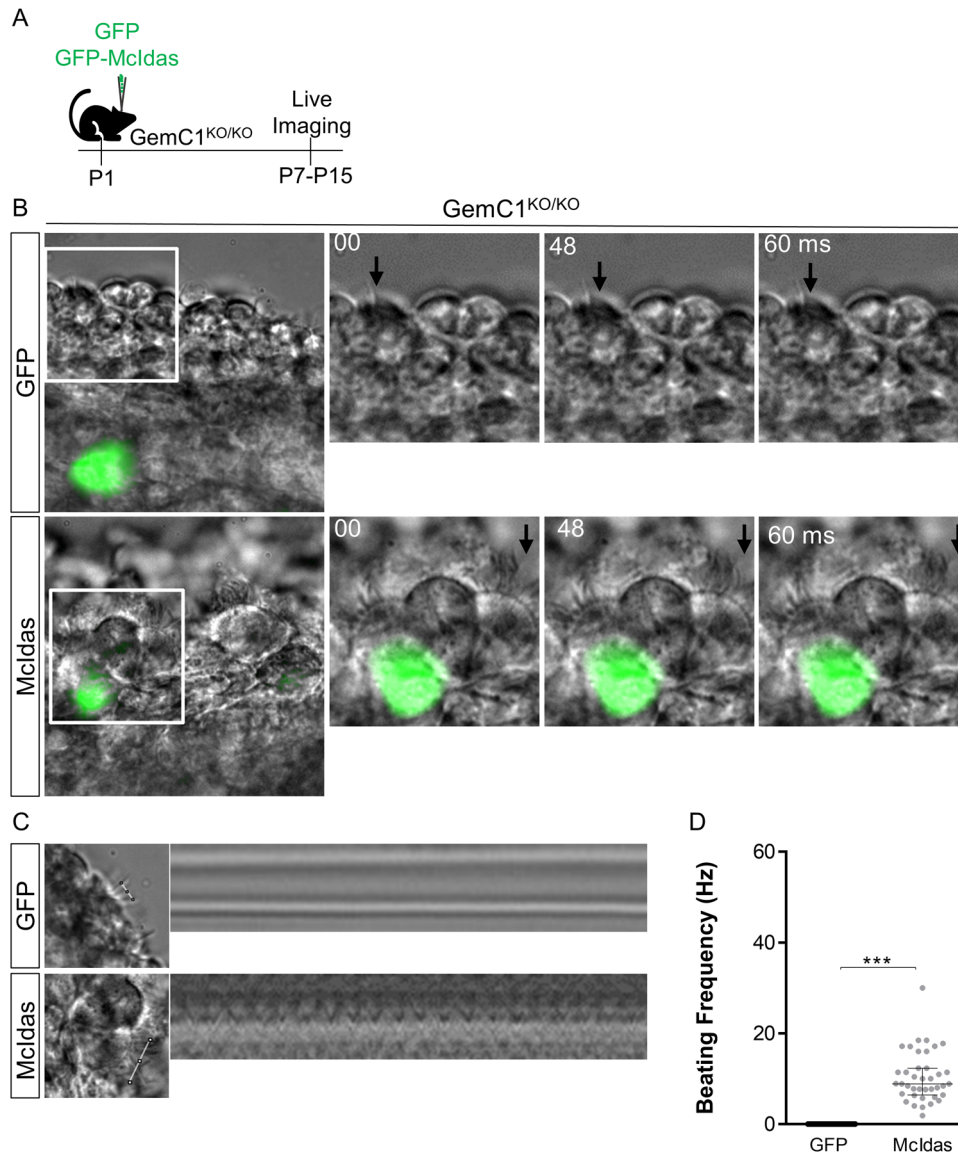 A
GFP
GFP-McIdas
GemC1KO/KO
Live
Imaging
P1
P7-P15
B
GemC1KO/KO
GFP
00
48
60 ms
McIdas
00
48
60 ms
C
GFP
McIdas
D
Beating Frequency (Hz)
60
40
20
0
***
GFP
McIdas